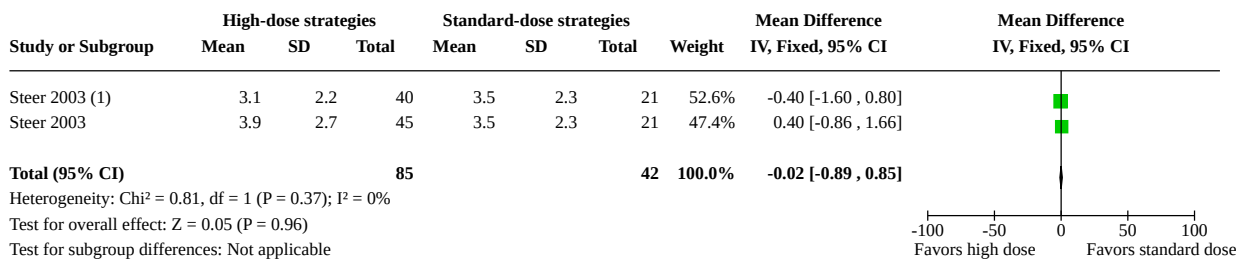 High-dose strategies Standard-dose strategies Mean Difference Mean Difference
Study or Subgroup Mean SD Total Mean SD Total Weight IV, Fixed, 95% CI IV, Fixed, 95% CI
Steer 2003 (1) 3.1 2.2 40 3.5 2.3 21 52.6% -0.40 [-1.60 , 0.80]
Steer 2003 3.9 2.7 45 3.5 2.3 21 47.4% 0.40 [-0.86 , 1.66]
Total (95% CI) 85 42 100.0% -0.02 [-0.89 , 0.85]
Heterogeneity: Chi² = 0.81, df = 1 (P = 0.37); I² = 0%
Test for overall effect: Z = 0.05 (P = 0.96)
-100 -50 0 50 100
Test for subgroup differences: Not applicable
Favors high dose Favors standard dose